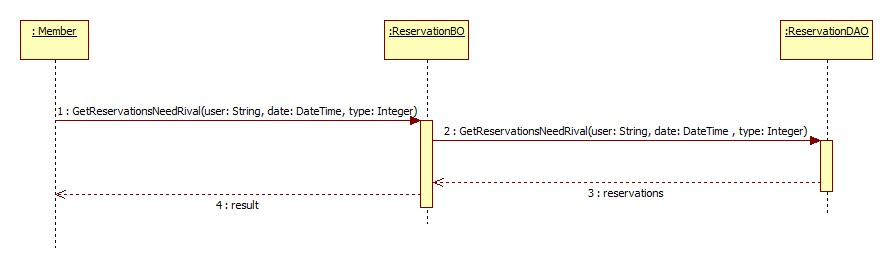 : Member
:ReservationBO
:ReservationDAO
1 : GetReservationsNeedRival(user: String, date: DateTime, type: Integer)
2 : GetReservationsNeedRival(user: String, date: DateTime , type: Integer)
3 : reservations
4 : result